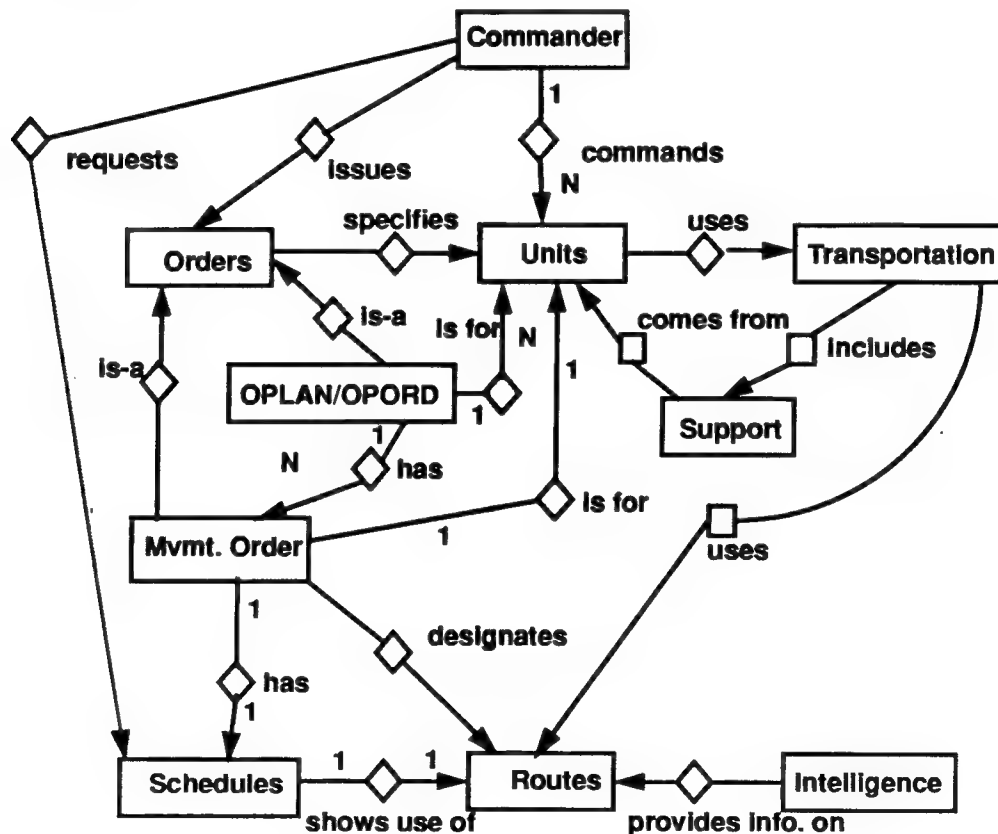 Commander
1
requests
issues
commands
N
specifies
uses
Orders
Units
Transportation
is-a
is for
N
comes from
includes
is-a
1
OPLAN/OPORD
1
Support
1
N
has
is for
Mvmt. Order
1
uses
1
designates
has
1
Schedules
1
1
Routes
Intelligence
shows use of
provides info. on